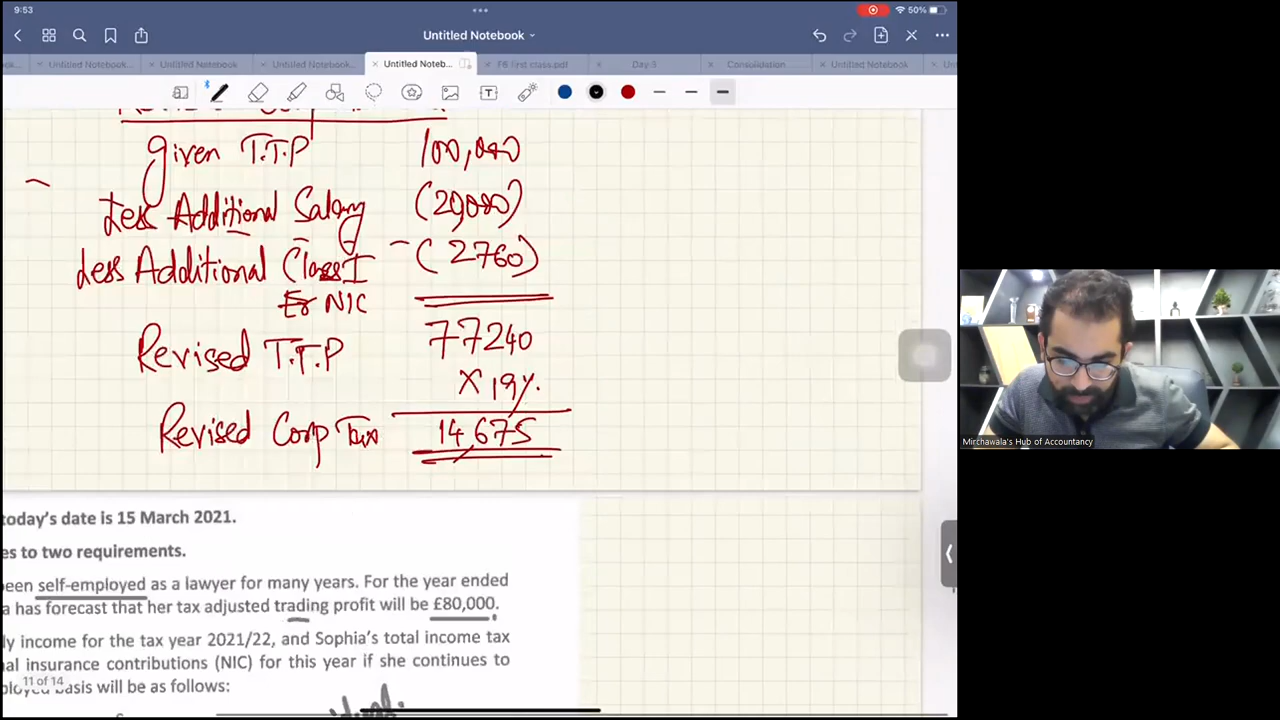 9:53
50%
Untitled Notebook
Untitled Notebook...
Untitled Notebook
Untitled Notebook...
Untitled Noteb...
F6 first class.pdf
Day 5
Consolidation
Untitled Notebook
given T.T.P 100,000
Less Additional Salary (20,000)
Less Additional Class I (2760)
Er NIC
Revised T.T.P 77240
X 19%
Revised Corp Tax 14,675
today's date is 15 March 2021.
es to two requirements.
been self-employed as a lawyer for many years. For the year ended
a has forecast that her tax adjusted trading profit will be £80,000.
ly income for the tax year 2021/22, and Sophia's total income tax
al insurance contributions (NIC) for this year if she continues to
ployed basis will be as follows:
11 of 14
Mirchawala's Hub of Accountancy